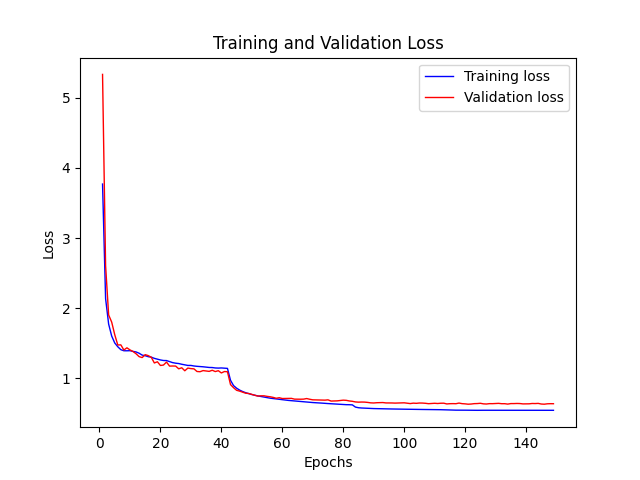 Training and Validation Loss
Training loss
Validation loss
5
4
3
2
1
Loss
0 20 40 60 80 100 120 140
Epochs